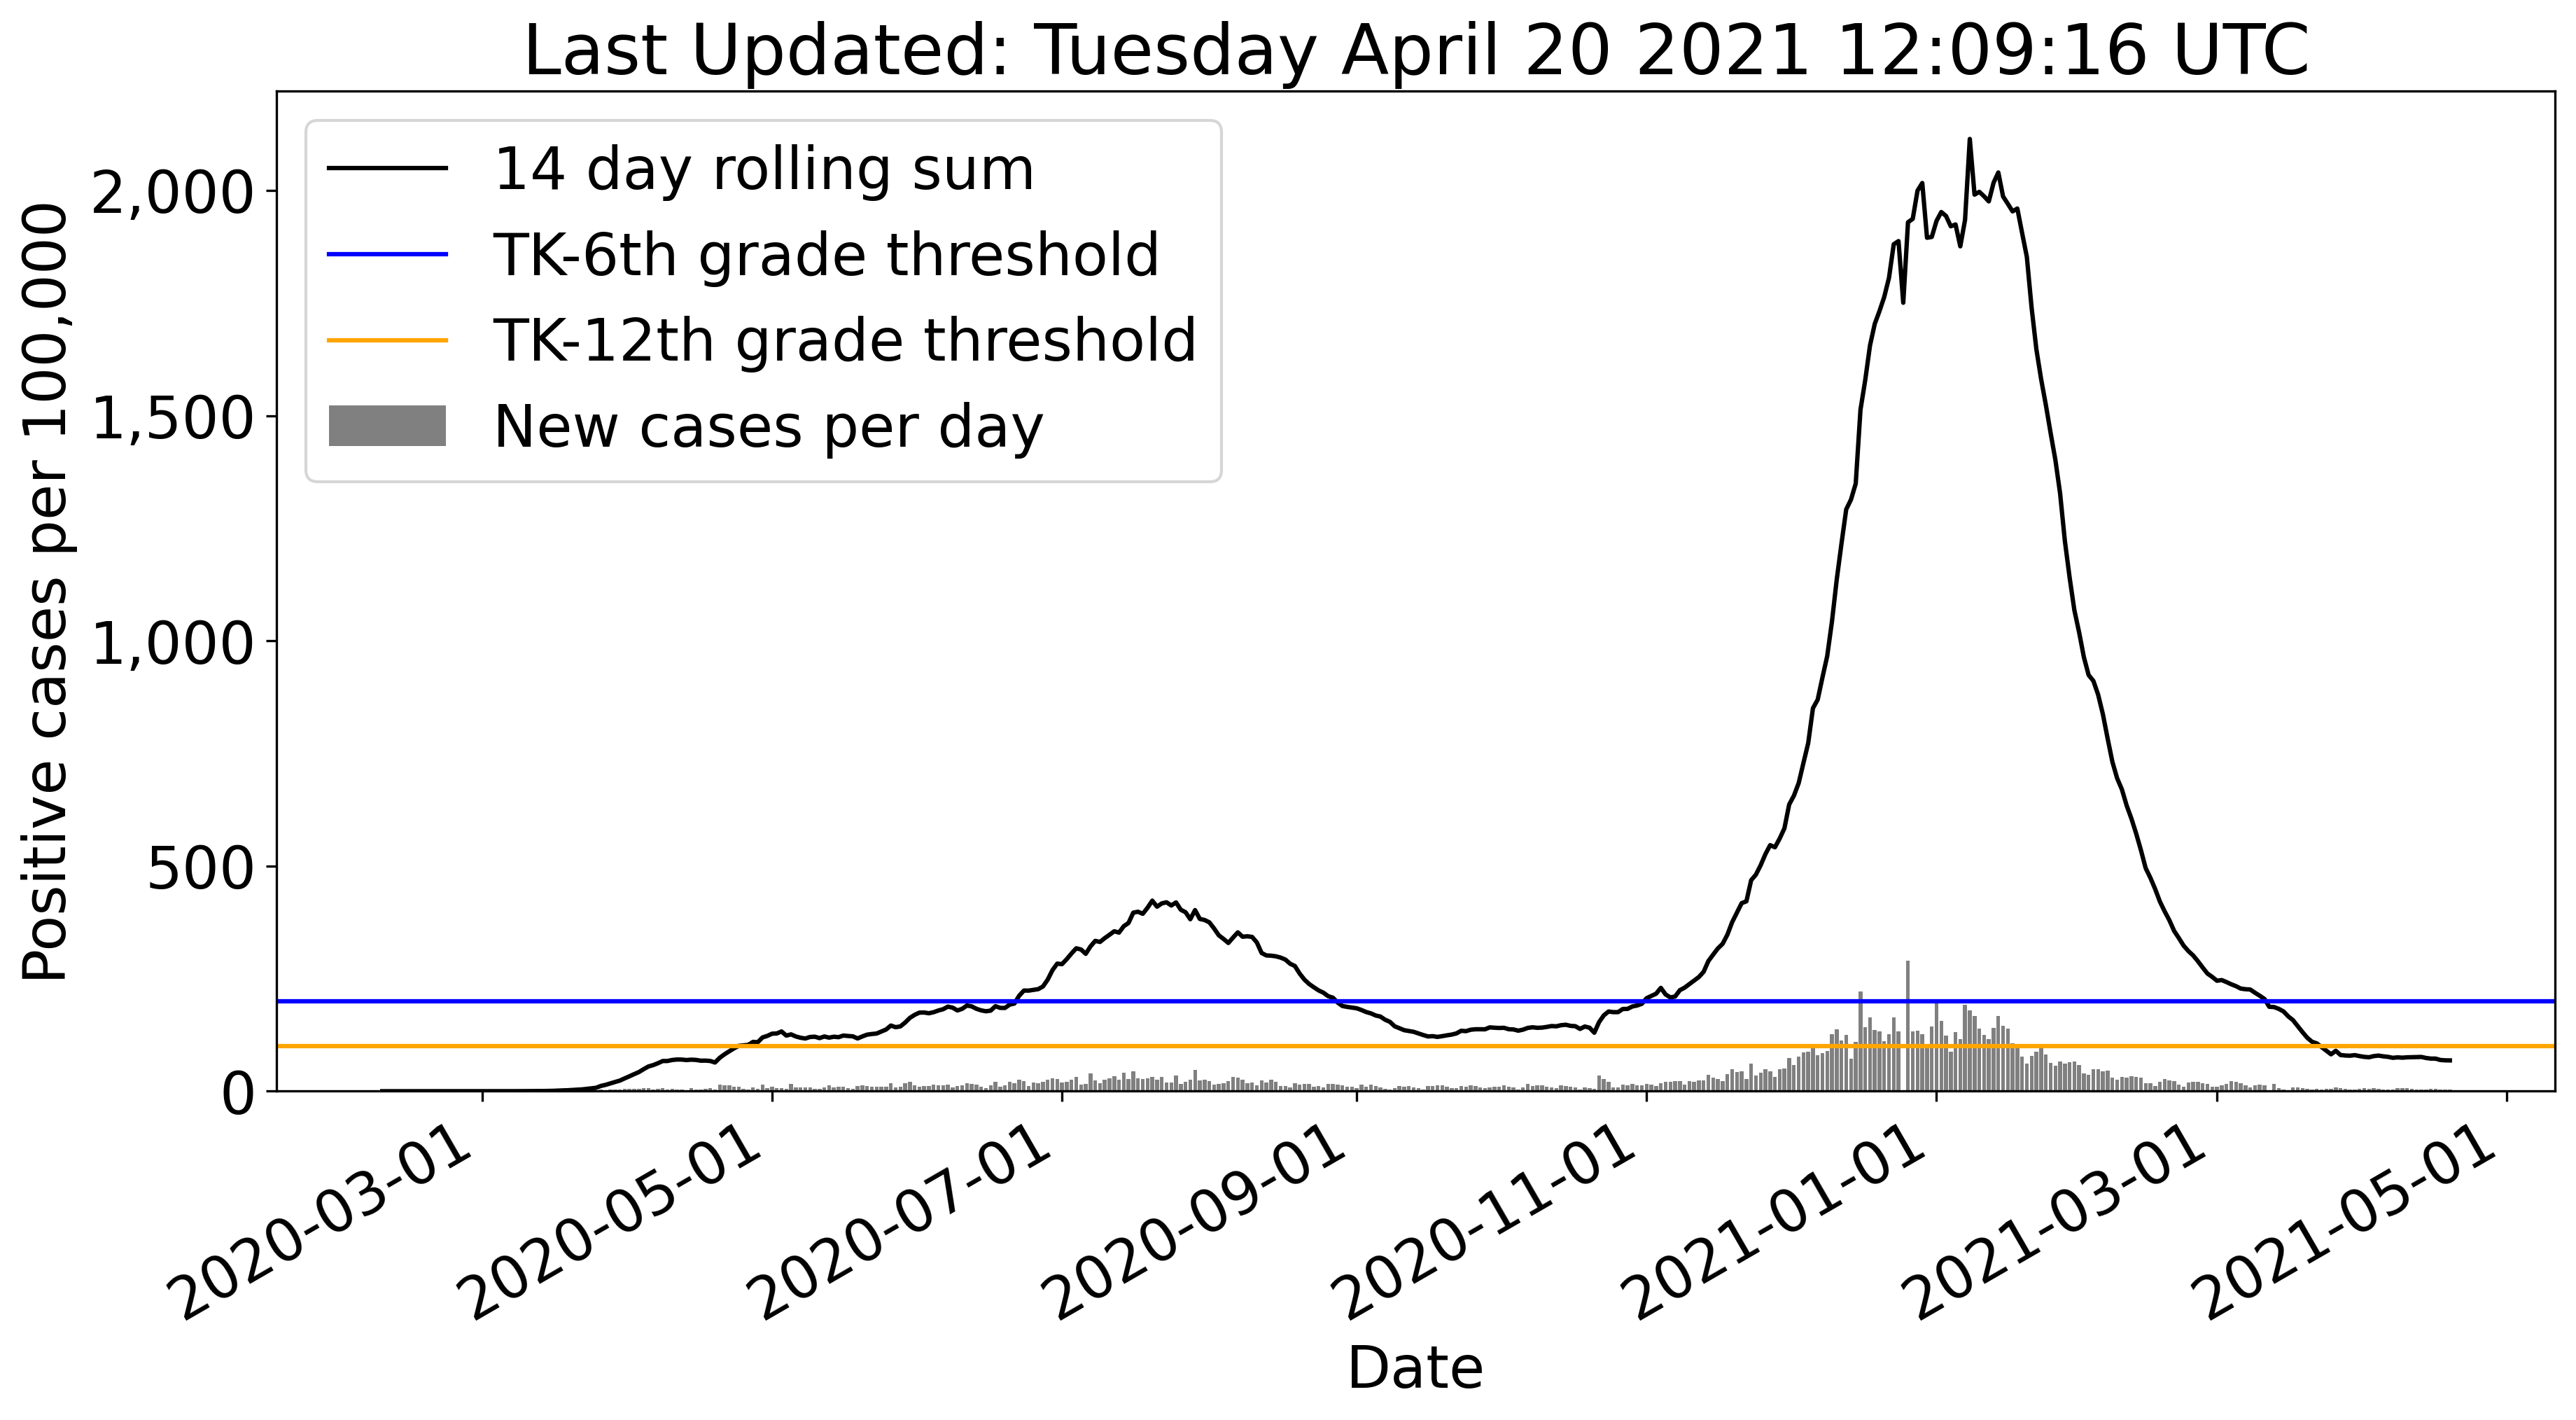 Last Updated: Tuesday April 20 2021 12:09:16 UTC
14 day rolling sum
TK-6th grade threshold
TK-12th grade threshold
New cases per day
Positive cases per 100,000
2,000
1,500
1,000
500
0
2020-03-01
2020-05-01
2020-07-01
2020-09-01
2020-11-01
2021-01-01
2021-03-01
2021-05-01
Date